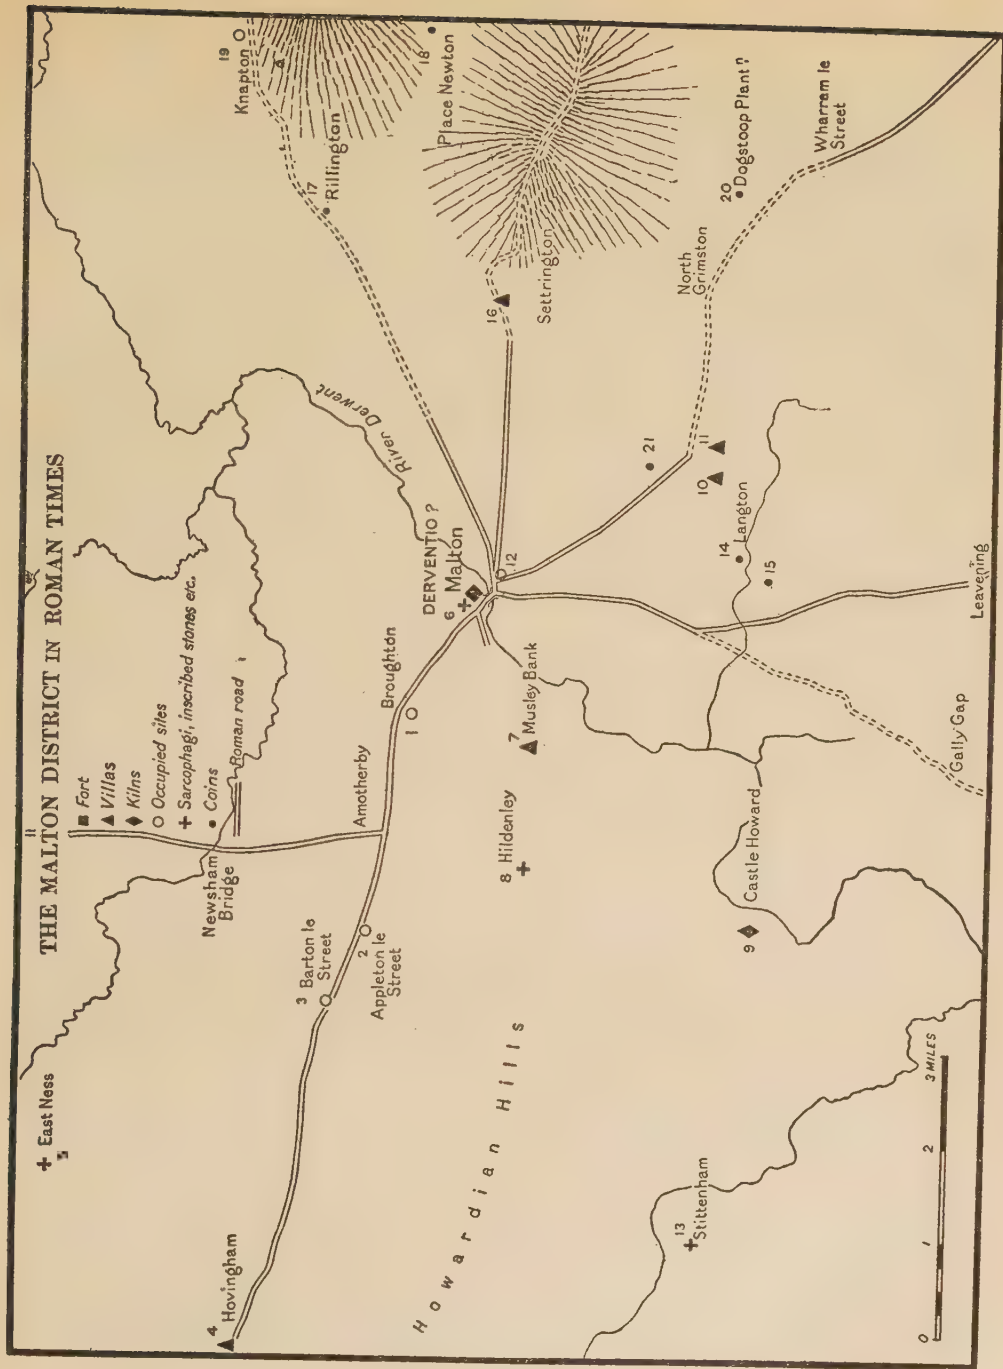 THE MALTON DISTRICT IN ROMAN TIMES
Fort
Villas
Kilns
Occupied sites
Sarcophagi, inscribed stones etc.
Coins
Roman road
East Ness
Newsham
Bridge
4
Hovingham
3 Barton le
Street
2
Appleton le
Street
Amotherby
1
Broughton
DERVENTIO?
6 Malton
River Derwent
17
Rillington
19
Knapton
18
Place Newton
12
16
Settrington
7
Musley Bank
8 Hildenley
Howardian Hills
21
North
Grimston
20
Dogstoop Plantn?
Wharram le
Street
10
11
14
Langton
15
9
Castle Howard
13
Stittenham
Gally Gap
Leavening
0 1 2 3 MILES